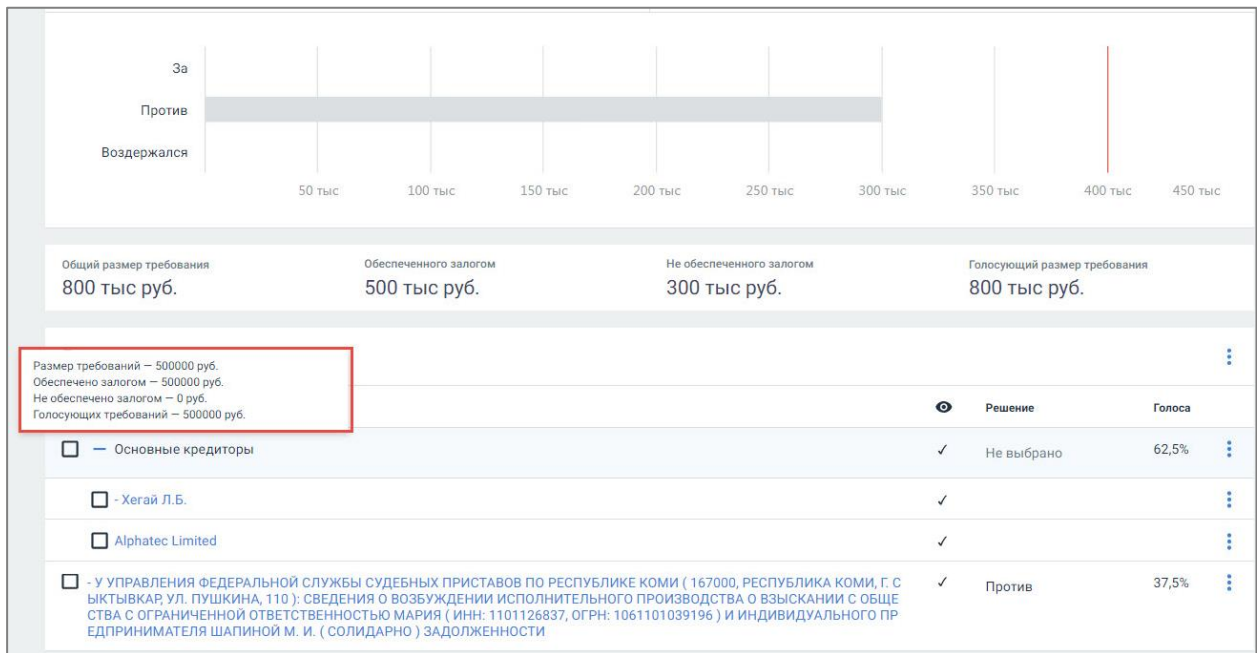 За
Против
Воздержался
50 тыс 100 тыс 150 тыс 200 тыс 250 тыс 300 тыс 350 тыс 400 тыс 450 тыс
Общий размер требования Обеспеченного залогом Не обеспеченного залогом Голосующий размер требования
800 тыс руб. 500 тыс руб. 300 тыс руб. 800 тыс руб.
Размер требований — 500000 руб.
Обеспечено залогом — 500000 руб.
Не обеспечено залогом — 0 руб.
Голосующих требований — 500000 руб.
Решение Голоса
— Основные кредиторы ✓ Не выбрано 62,5%
- Хегай Л.Б. ✓
Alphatec Limited ✓
- У УПРАВЛЕНИЯ ФЕДЕРАЛЬНОЙ СЛУЖБЫ СУДЕБНЫХ ПРИСТАВОВ ПО РЕСПУБЛИКЕ КОМИ ( 167000, РЕСПУБЛИКА КОМИ, Г. С ✓ Против 37,5%
ЫКТЫВКАР, УЛ. ПУШКИНА, 110 ): СВЕДЕНИЯ О ВОЗБУЖДЕНИИ ИСПОЛНИТЕЛЬНОГО ПРОИЗВОДСТВА О ВЗЫСКАНИИ С ОБЩЕ
СТВА С ОГРАНИЧЕННОЙ ОТВЕТСТВЕННОСТЬЮ МАРИЯ ( ИНН: 1101126837, ОГРН: 1061101039196 ) И ИНДИВИДУАЛЬНОГО ПР
ЕДПРИНИМАТЕЛЯ ШАПИНОЙ М. И. ( СОЛИДАРНО ) ЗАДОЛЖЕННОСТИ